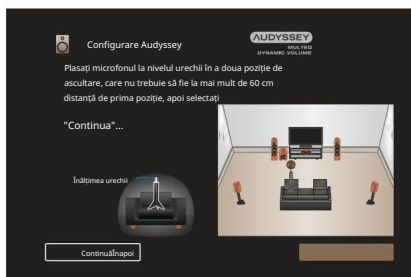 Configurare Audyssey
AUDYSSEY
MULTEQ
DYNAMIC VOLUME
Plasați microfonul la nivelul urechii în a doua poziție de
ascultare, care nu trebuie să fie la mai mult de 60 cm
distanță de prima poziție, apoi selectați
"Continua"...
Înălțimea urechii
ContinuăÎnapoi